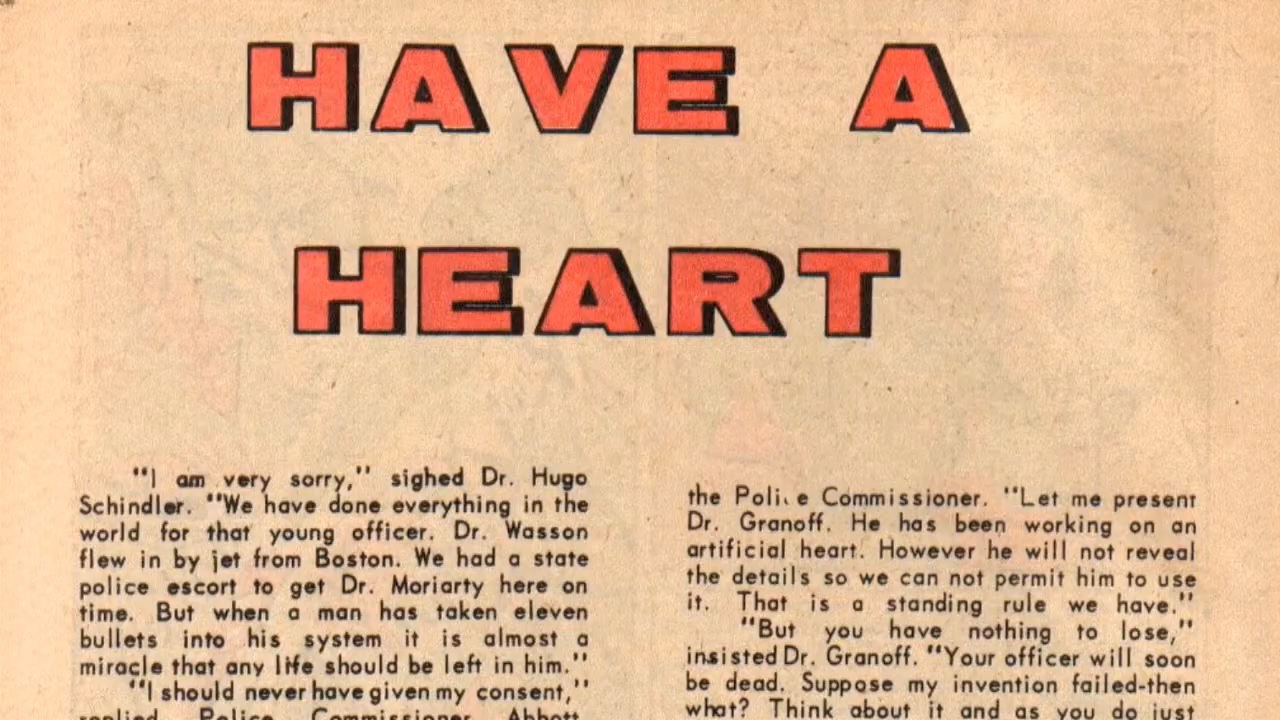 HAVE A
HEART
"I am very sorry," sighed Dr. Hugo
Schindler. "We have done everything in the
world for that young officer. Dr. Wasson
flew in by jet from Boston. We had a state
police escort to get Dr. Moriarty here on
time. But when a man has taken eleven
bullets into his system it is almost a
miracle that any life should be left in him."
"I should never have given my consent,"
replied Police Commissioner Abbott.
the Police Commissioner. "Let me present
Dr. Granoff. He has been working on an
artificial heart. However he will not reveal
the details so we can not permit him to use
it. That is a standing rule we have."
"But you have nothing to lose,"
insisted Dr. Granoff. "Your officer will soon
be dead. Suppose my invention failed-then
what? Think about it and as you do just